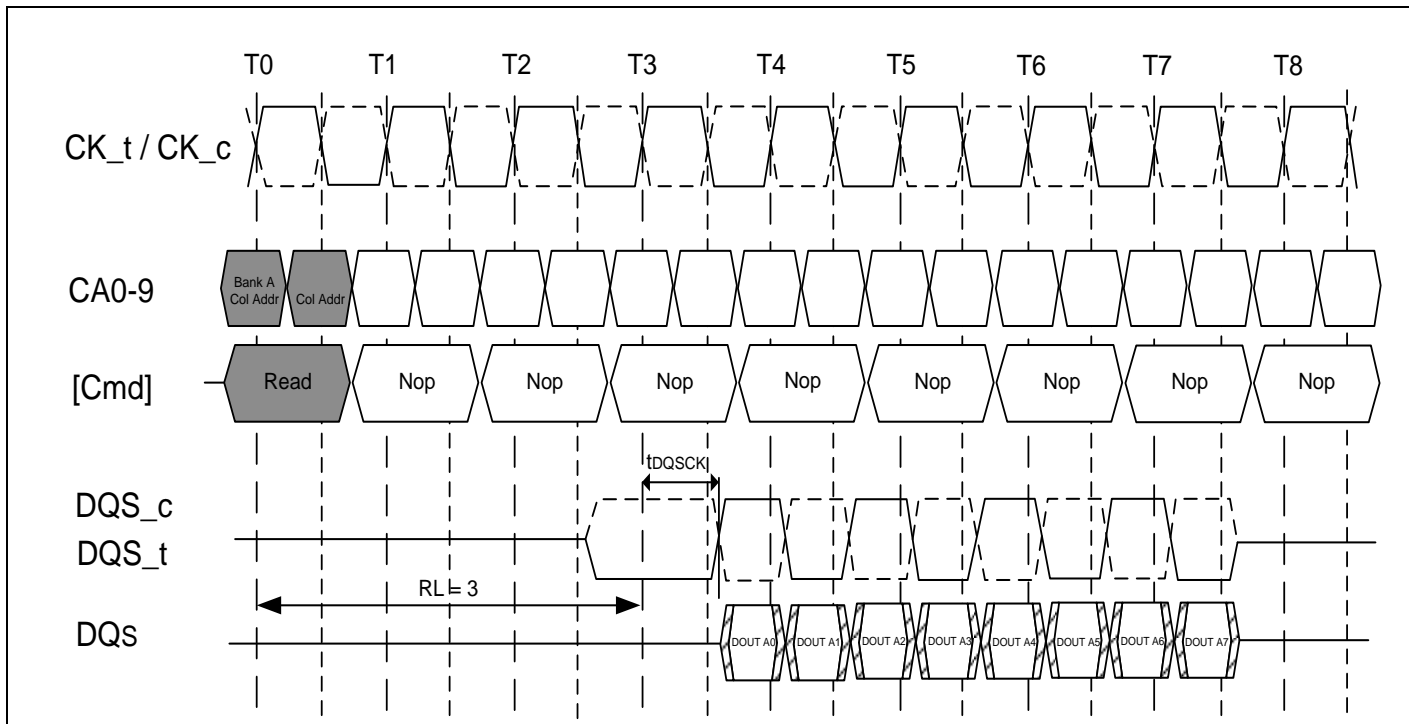 T0 T1 T2 T3 T4 T5 T6 T7 T8
CK_t / CK_c
CA0-9
Bank A
Col Addr
Col Addr
[Cmd]
Read Nop Nop Nop Nop Nop Nop Nop Nop
tDQSCK
DQS_c
DQS_t
RL = 3
DQs
DOUT A0 DOUT A1 DOUT A2 DOUT A3 DOUT A4 DOUT A5 DOUT A6 DOUT A7